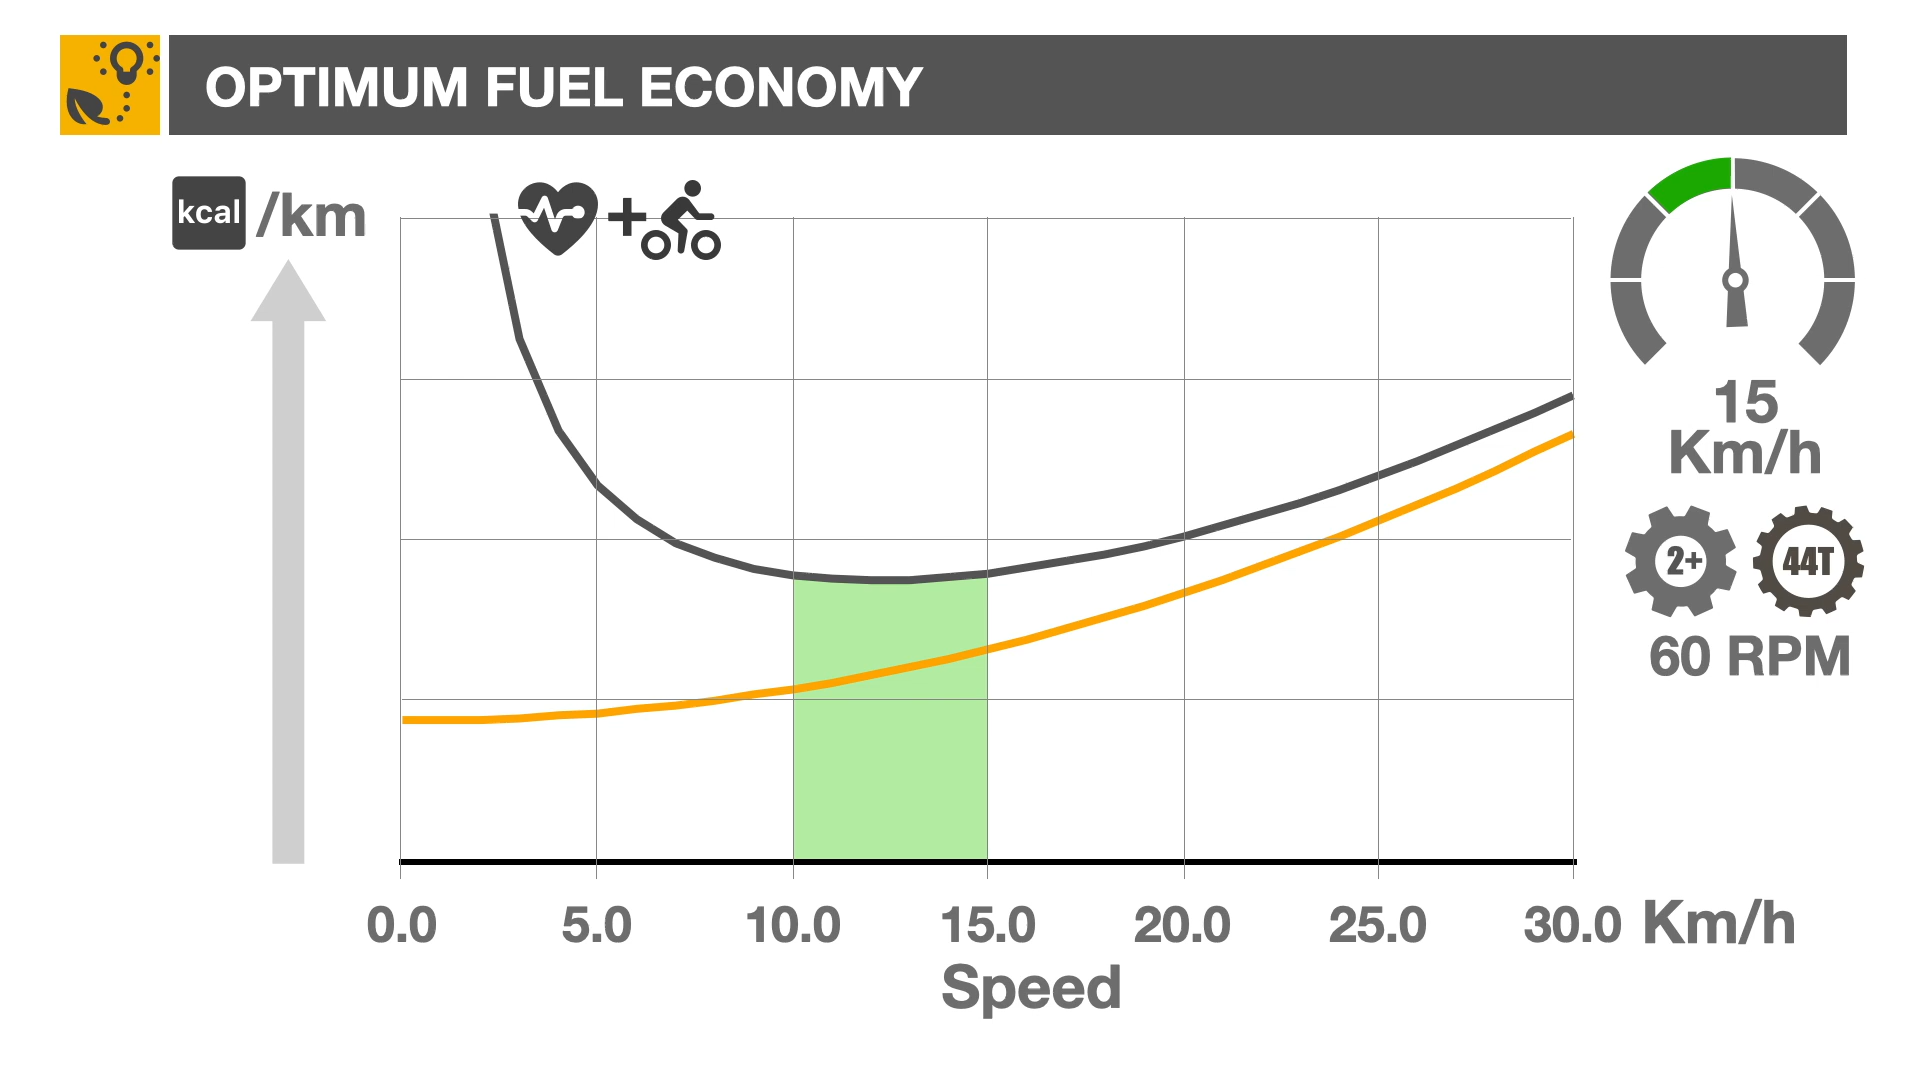 OPTIMUM FUEL ECONOMY
kcal /km
15
Km/h
2+ 44T
60 RPM
0.0 5.0 10.0 15.0 20.0 25.0 30.0 Km/h
Speed